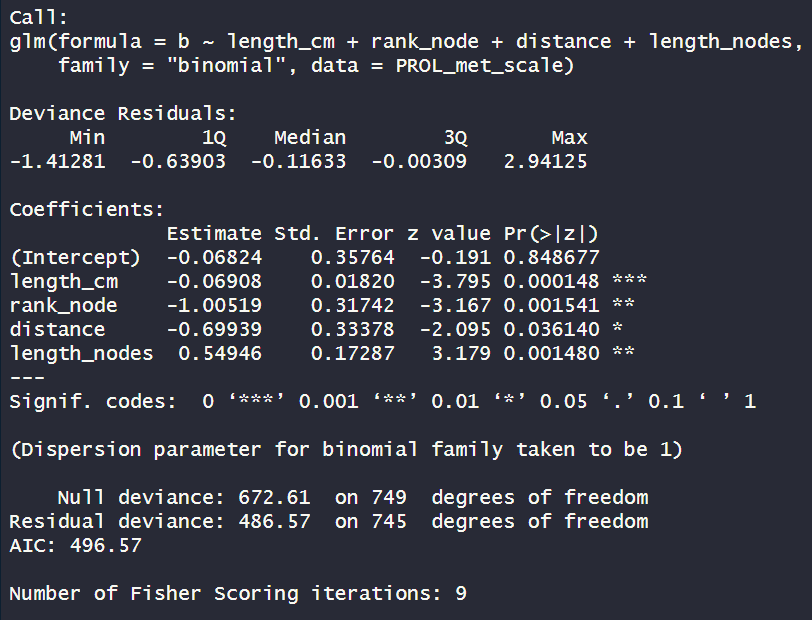 Call:
glm(formula = b ~ length_cm + rank_node + distance + length_nodes,
    family = "binomial", data = PROL_met_scale)

Deviance Residuals:
     Min        1Q    Median        3Q       Max
-1.41281  -0.63903  -0.11633  -0.00309   2.94125

Coefficients:
             Estimate Std. Error z value Pr(>|z|)
(Intercept)  -0.06824    0.35764  -0.191 0.848677
length_cm    -0.06908    0.01820  -3.795 0.000148 ***
rank_node    -1.00519    0.31742  -3.167 0.001541 **
distance     -0.69939    0.33378  -2.095 0.036140 *
length_nodes  0.54946    0.17287   3.179 0.001480 **
---
Signif. codes:  0 ‘***’ 0.001 ‘**’ 0.01 ‘*’ 0.05 ‘.’ 0.1 ‘ ’ 1

(Dispersion parameter for binomial family taken to be 1)

    Null deviance: 672.61  on 749  degrees of freedom
Residual deviance: 486.57  on 745  degrees of freedom
AIC: 496.57

Number of Fisher Scoring iterations: 9